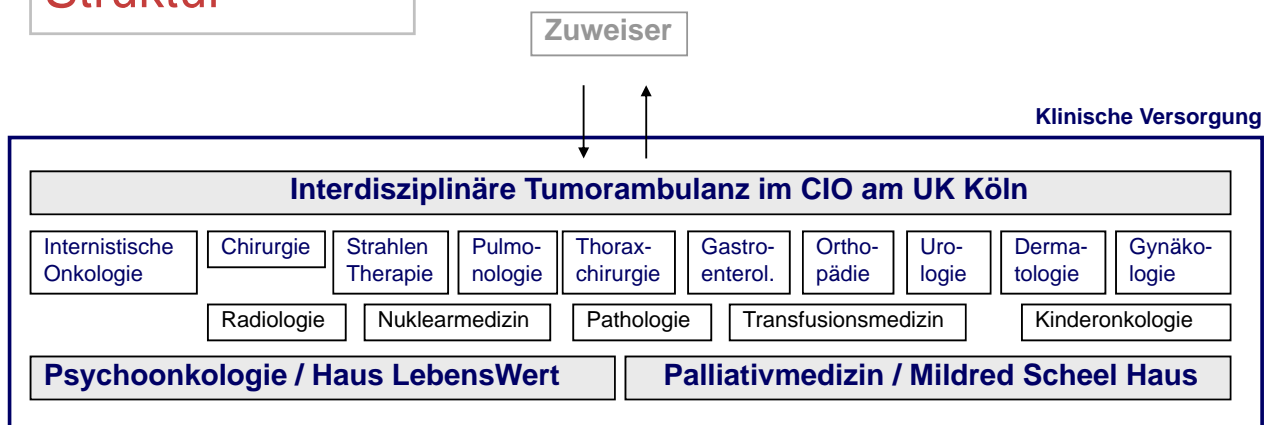 Struktur
Zuweiser
Klinische Versorgung
Interdisziplinäre Tumorambulanz im CIO am UK Köln
Internistische
Onkologie
Chirurgie
Strahlen
Therapie
Pulmo-
nologie
Thorax-
chirurgie
Gastro-
enterol.
Ortho-
pädie
Uro-
logie
Derma-
tologie
Gynäko-
logie
Radiologie
Nuklearmedizin
Pathologie
Transfusionsmedizin
Kinderonkologie
Psychoonkologie / Haus LebensWert
Palliativmedizin / Mildred Scheel Haus